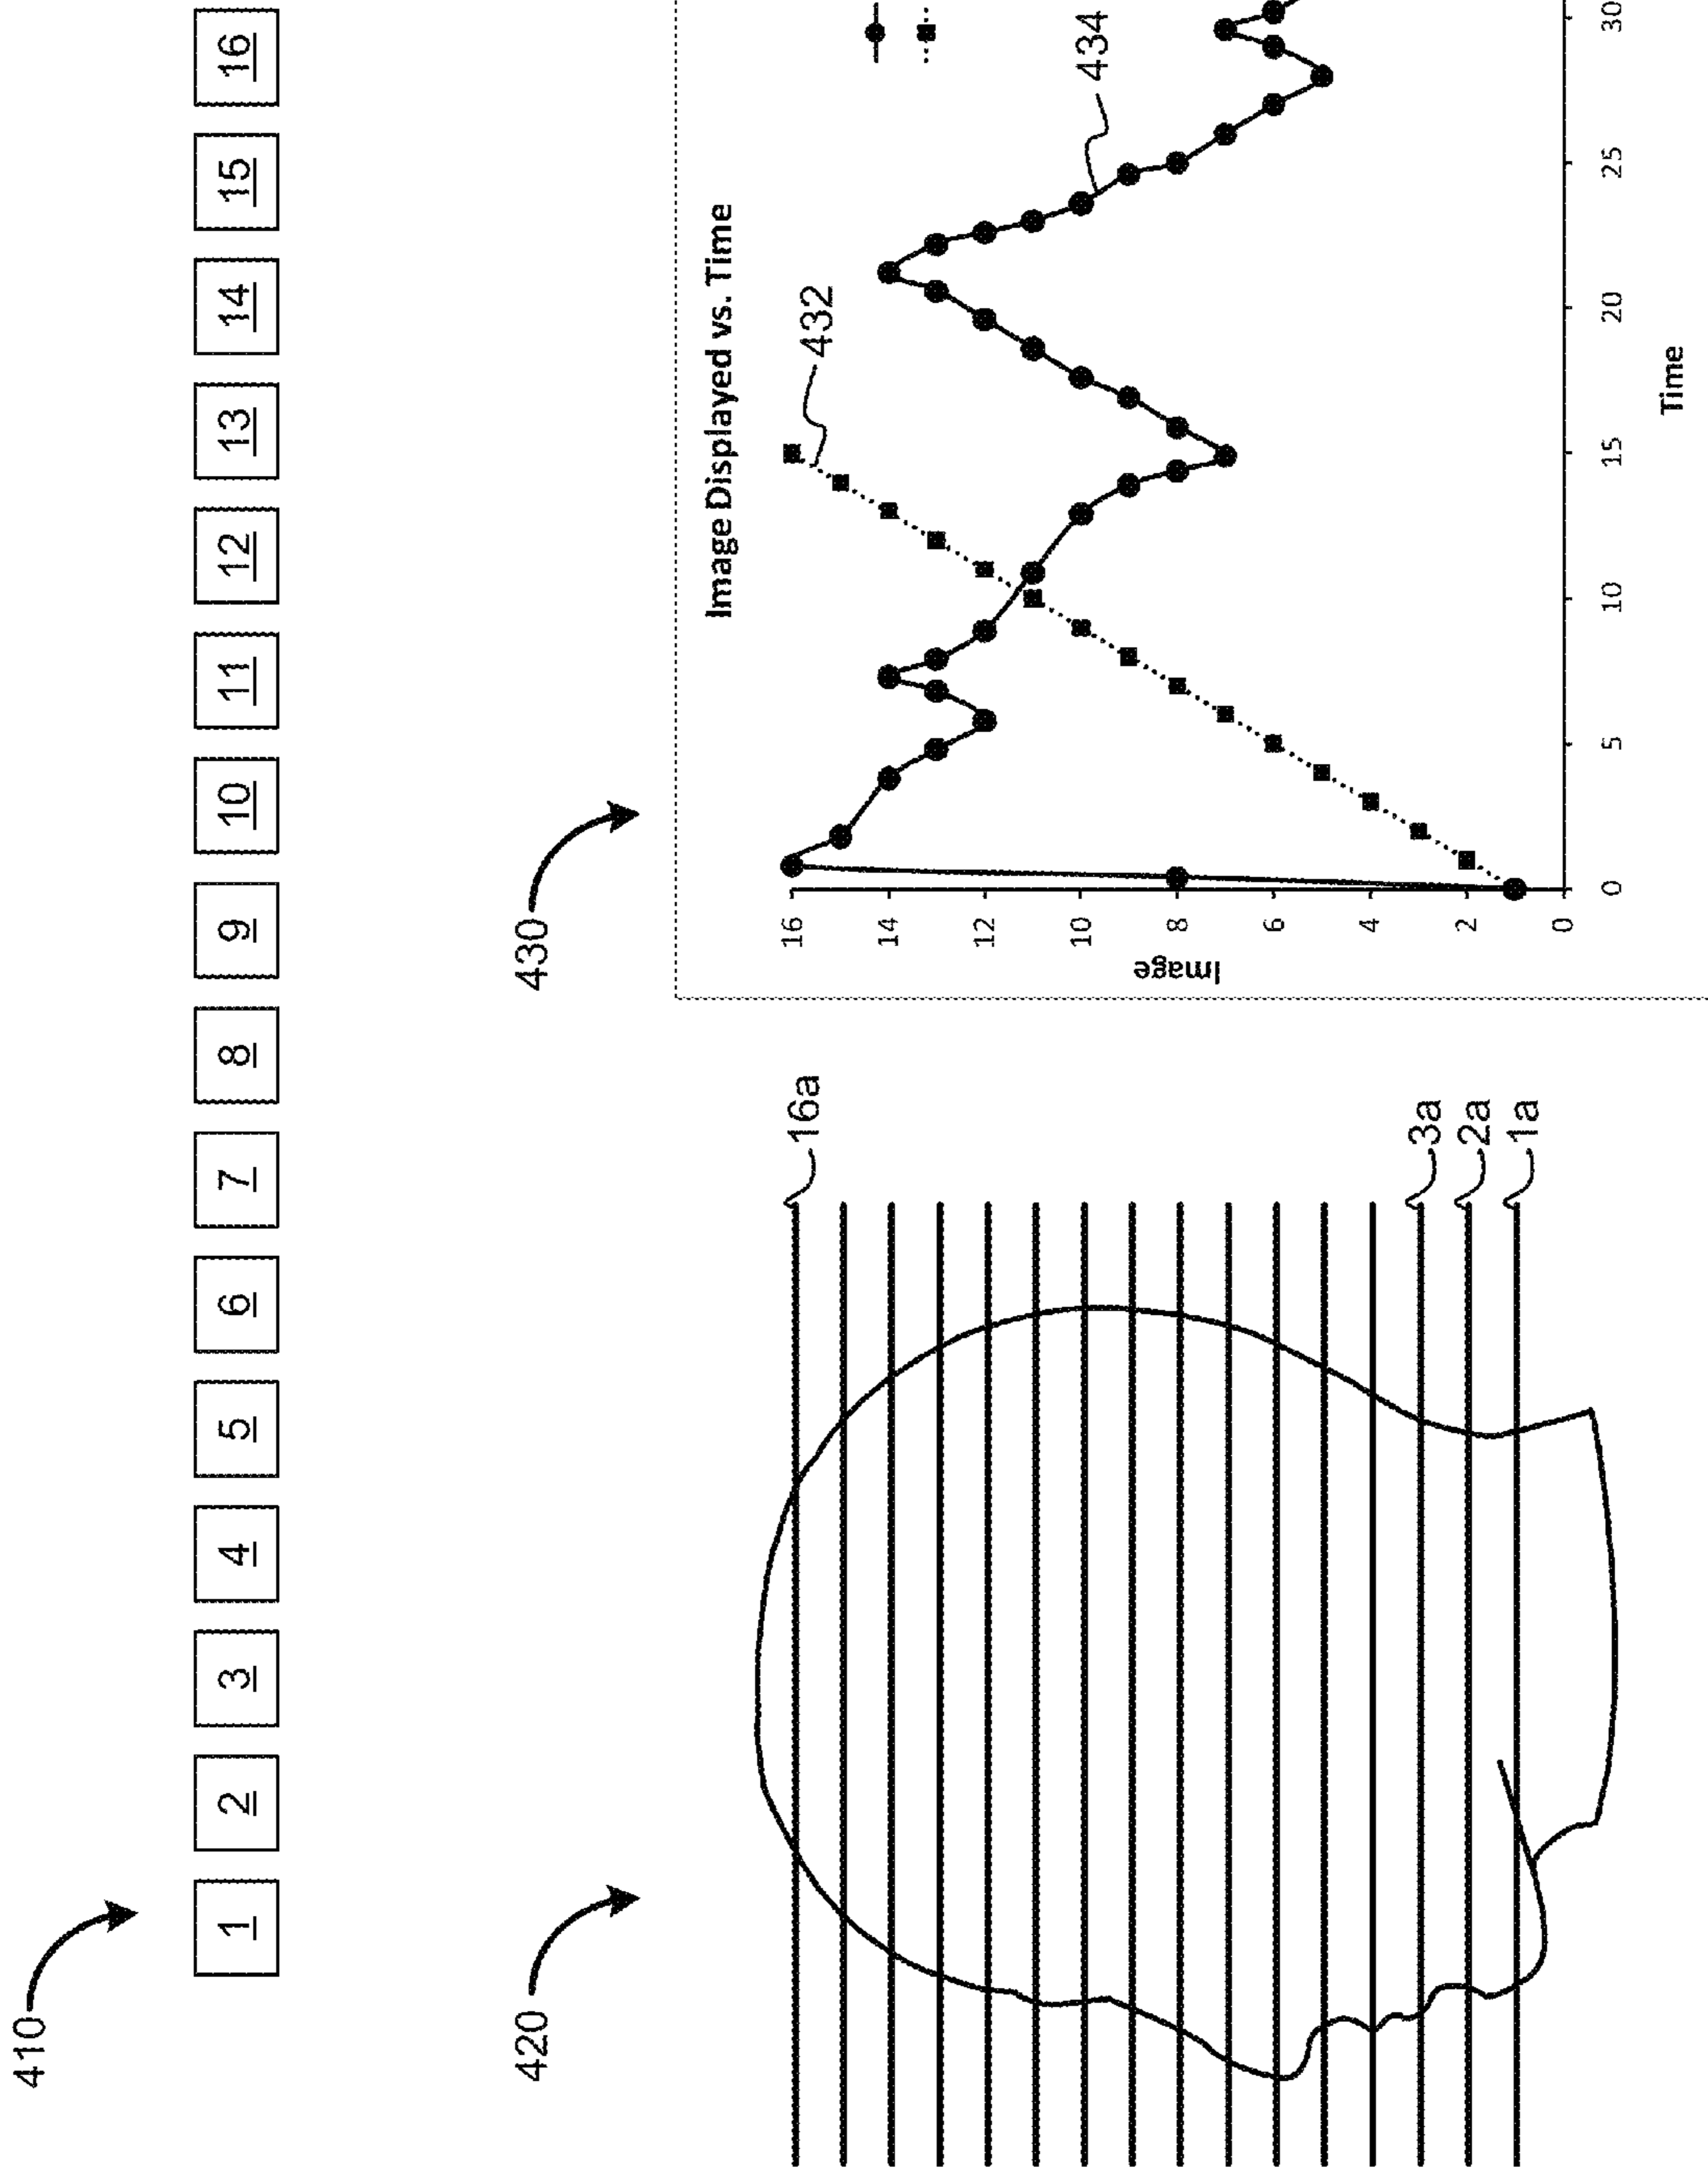 410
1 2 3 4 5 6 7 8 9 10 11 12 13 14 15 16
420
16a
3a
2a
1a
430
Image Displayed vs. Time
432
434
Image
16
14
12
10
8
6
4
2
0
0 5 10 15 20 25 30
Time